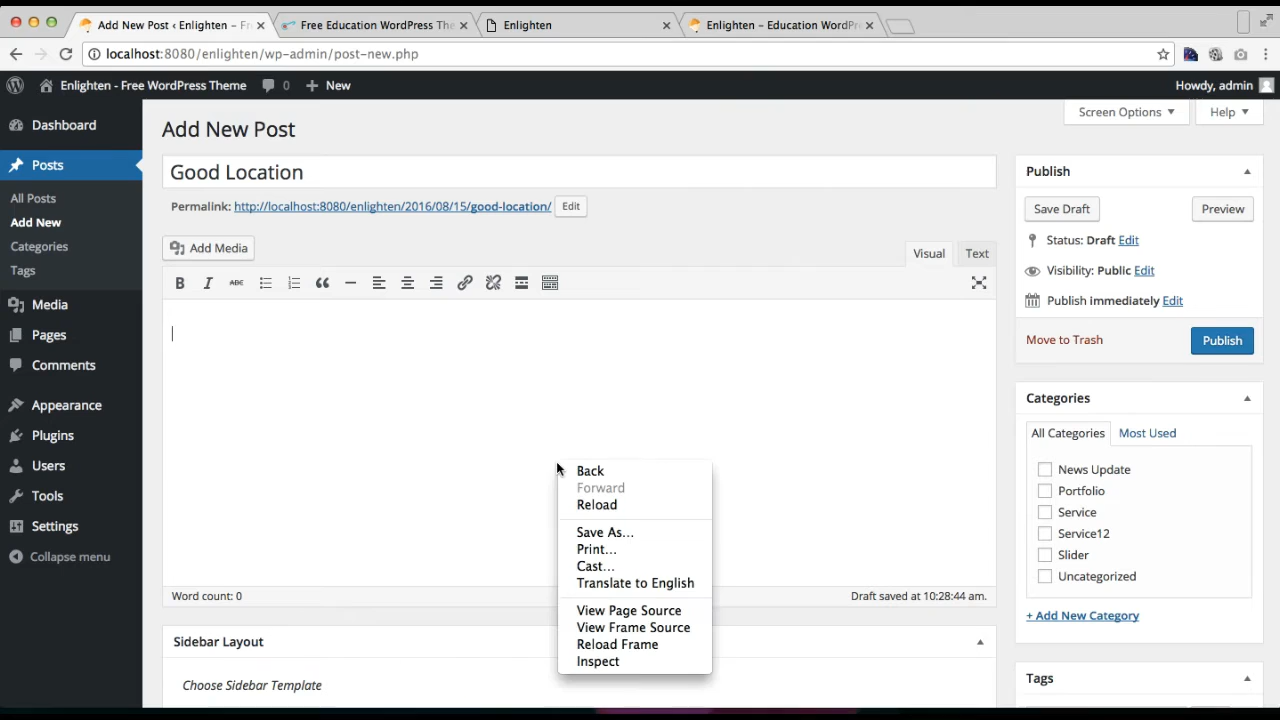 Add New Post ‹ Enlighten – Fr
Free Education WordPress The
Enlighten
Enlighten – Education WordPr
localhost:8080/enlighten/wp-admin/post-new.php
Enlighten - Free WordPress Theme
0
New
Howdy, admin
Screen Options
Help
Dashboard
Posts
All Posts
Add New
Categories
Tags
Media
Pages
Comments
Appearance
Plugins
Users
Tools
Settings
Collapse menu
Add New Post
Good Location
Permalink: http://localhost:8080/enlighten/2016/08/15/good-location/ Edit
Add Media
Visual
Text
B I ABC
Word count: 0
Draft saved at 10:28:44 am.
Sidebar Layout
Choose Sidebar Template
Back
Forward
Reload
Save As...
Print...
Cast...
Translate to English
View Page Source
View Frame Source
Reload Frame
Inspect
Publish
Save Draft
Preview
Status: Draft Edit
Visibility: Public Edit
Publish immediately Edit
Move to Trash
Publish
Categories
All Categories
Most Used
News Update
Portfolio
Service
Service12
Slider
Uncategorized
+ Add New Category
Tags